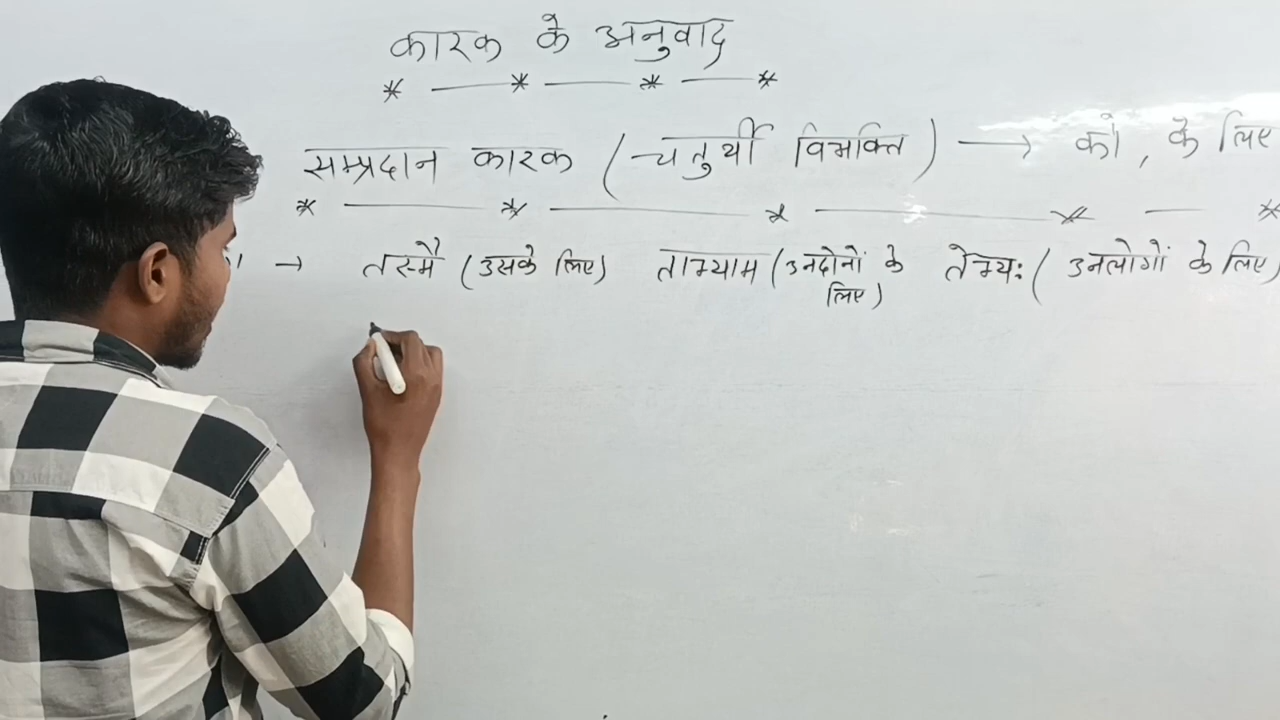 कारक के अनुवाद
सम्प्रदान कारक ( चतुर्थी विभक्ति ) → को , के लिए
→ तस्मै ( उसके लिए) ताभ्याम ( उनदोनों के लिए ) तेभ्यः ( उनलोगों के लिए)